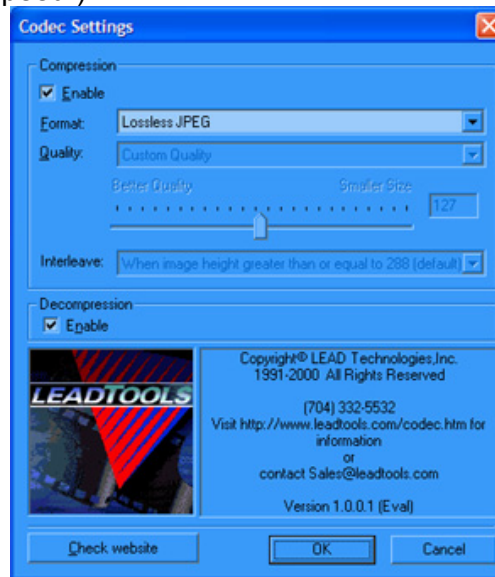 Codec Settings
Compression
Enable
Format: Lossless JPEG
Quality: Custom Quality
Better Quality Smaller Size
127
Interleave: When image height greater than or equal to 288 (default)
Decompression
Enable
LEADTOOLS
Copyright© LEAD Technologies,Inc.
1991-2000 All Rights Reserved
(704) 332-5532
Visit http://www.leadtools.com/codec.htm for
information
or
contact Sales@leadtools.com
Version 1.0.0.1 (Eval)
Check website OK Cancel